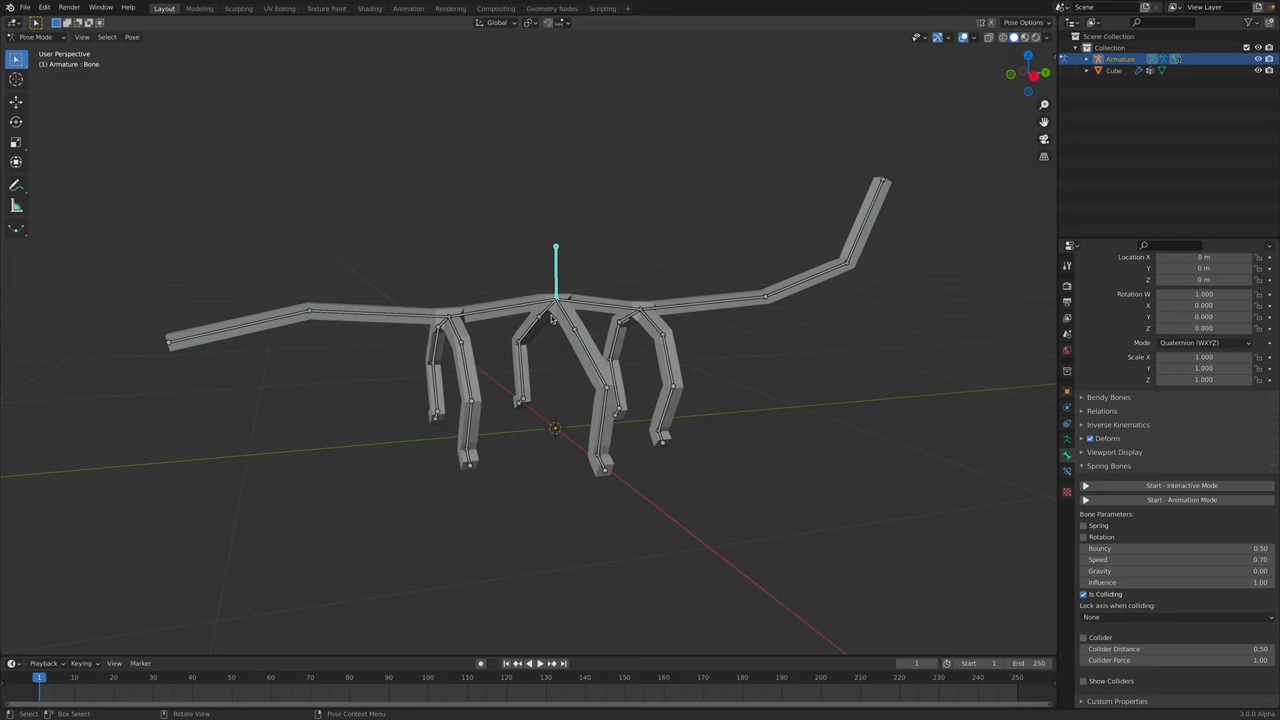 File Edit Render Window Help Layout Modeling Sculpting UV Editing Texture Paint Shading Animation Rendering Compositing Geometry Nodes Scripting + Scene View Layer
Global Pose Options
Pose Mode View Select Pose
User Perspective
(1) Armature : Bone
Z
Y
X
Scene Collection
Collection
Armature
Cube
Location X 0 m
Y 0 m
Z 0 m
Rotation W 1.000
X 0.000
Y 0.000
Z 0.000
Mode Quaternion (WXYZ)
Scale X 1.000
Y 1.000
Z 1.000
Bendy Bones
Relations
Inverse Kinematics
Deform
Viewport Display
Spring Bones
Start - Interactive Mode
Start - Animation Mode
Bone Parameters:
Spring
Rotation
Bouncy 0.50
Speed 0.70
Gravity 0.00
Influence 1.00
Is Colliding
Lock axis when colliding:
None
Collider
Collider Distance 0.50
Collider Force 1.00
Show Colliders
Custom Properties
Playback Keying View Marker 1 Start 1 End 250
1 10 20 30 40 50 60 70 80 90 100 110 120 130 140 150 160 170 180 190 200 210 220 230 240 250
Select Box Select Rotate View Pose Context Menu 3.0.0 Alpha